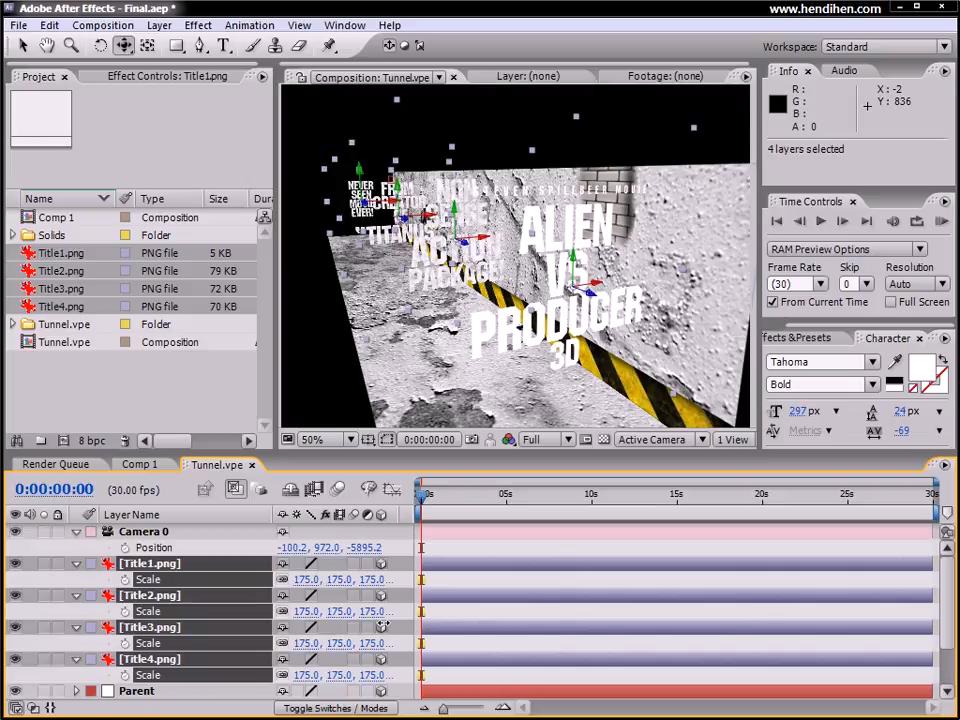 Adobe After Effects - Final.aep *
www.hendihen.com
File Edit Composition Layer Effect Animation View Window Help
Workspace: Standard
Project × Effect Controls: Title1.png
Composition: Tunnel.vpe × Layer: (none) Footage: (none)
Info × Audio
R :
G :
B :
A : 0
X : -2
Y : 836
4 layers selected
Name Type Size Dura
Comp 1 Composition
Solids Folder
Title1.png PNG file 5 KB
Title2.png PNG file 79 KB
Title3.png PNG file 72 KB
Title4.png PNG file 70 KB
Tunnel.vpe Folder
Tunnel.vpe Composition
8 bpc
NEVER
SEEN
EVER!
FROM
CREATOR
TITANUS
ACTION
PACKAGE!
STEVEN SPILLBEER MOVIE
ALIEN
VS
PRODUCER
3D
50% 0:00:00:00 Full Active Camera 1 View
Time Controls ×
RAM Preview Options
Frame Rate Skip Resolution
(30) 0 Auto
From Current Time Full Screen
ffects &Presets Character ×
Tahoma
Bold
297 px 24 px
Metrics -69
Render Queue Comp 1 Tunnel.vpe ×
0:00:00:00 (30.00 fps)
0s 05s 10s 15s 20s 25s 30s
Layer Name
Camera 0
Position -100.2, 972.0, -5895.2
[Title1.png]
Scale 175.0, 175.0, 175.0...
[Title2.png]
Scale 175.0, 175.0, 175.0...
[Title3.png]
Scale 175.0, 175.0, 175.0...
[Title4.png]
Scale 175.0, 175.0, 175.0...
Parent
Toggle Switches / Modes